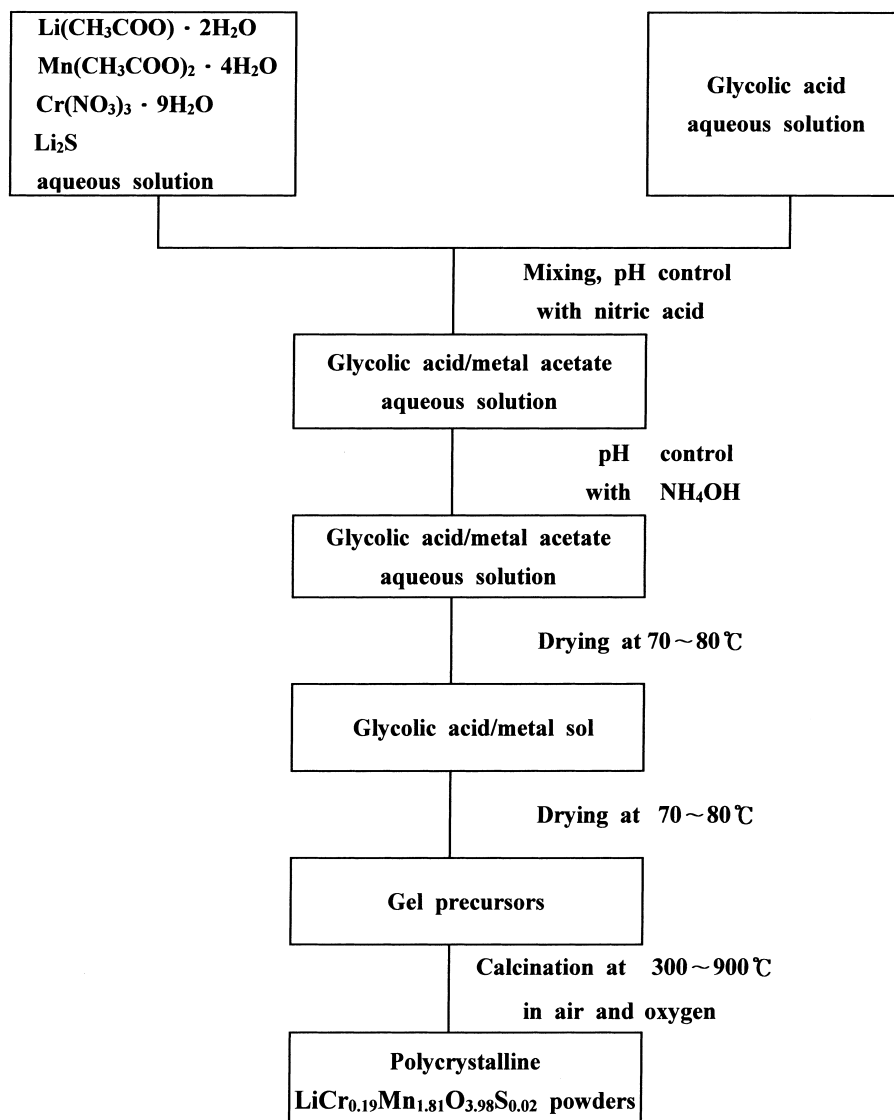 Li(CH₃COO) · 2H₂O
Mn(CH₃COO)₂ · 4H₂O
Cr(NO₃)₃ · 9H₂O
Li₂S
aqueous solution
Glycolic acid
aqueous solution
Mixing, pH control
with nitric acid
Glycolic acid/metal acetate
aqueous solution
pH control
with NH₄OH
Glycolic acid/metal acetate
aqueous solution
Drying at 70～80℃
Glycolic acid/metal sol
Drying at 70～80℃
Gel precursors
Calcination at 300～900℃
in air and oxygen
Polycrystalline
LiCr₀.₁₉Mn₁.₈₁O₃.₉₈S₀.₀₂ powders